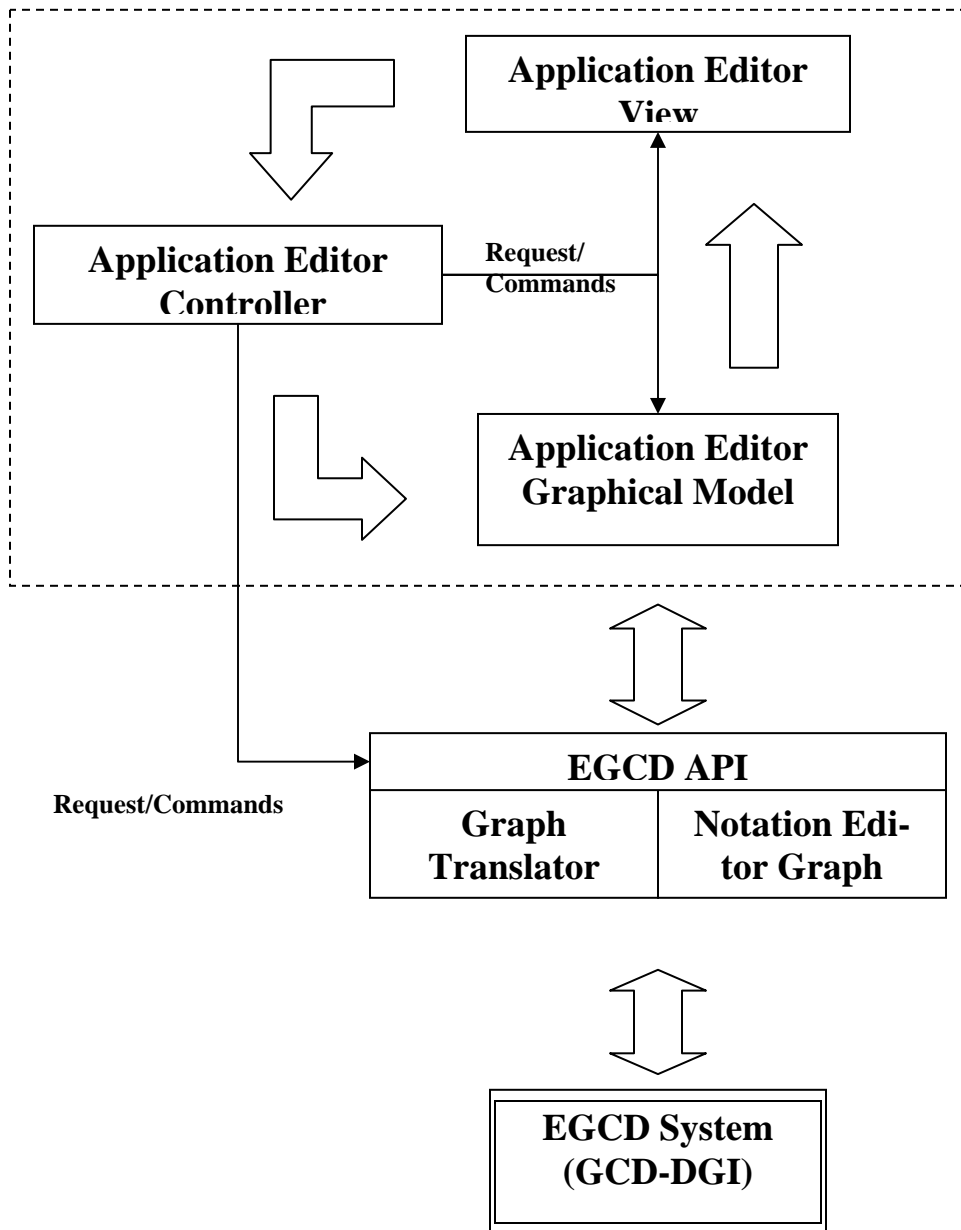 Application Editor
View
Application Editor
Controller
Request/
Commands
Application Editor
Graphical Model
EGCD API
Request/Commands
Graph
Translator
Notation Edi-
tor Graph
EGCD System
(GCD-DGI)